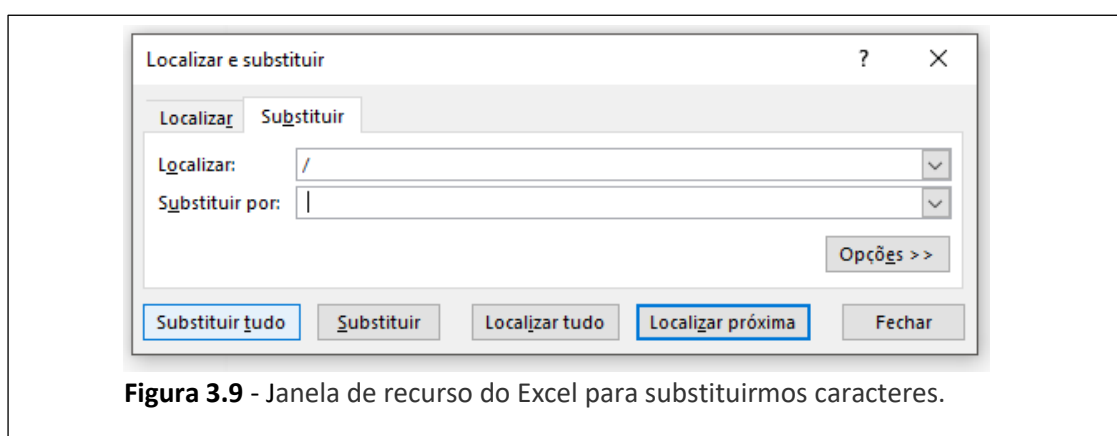 Localizar e substituir ?
Localizar Substituir
Localizar: /
Substituir por:
Opções >>
Substituir tudo Substituir Localizar tudo Localizar próxima Fechar
Figura 3.9 - Janela de recurso do Excel para substituirmos caracteres.